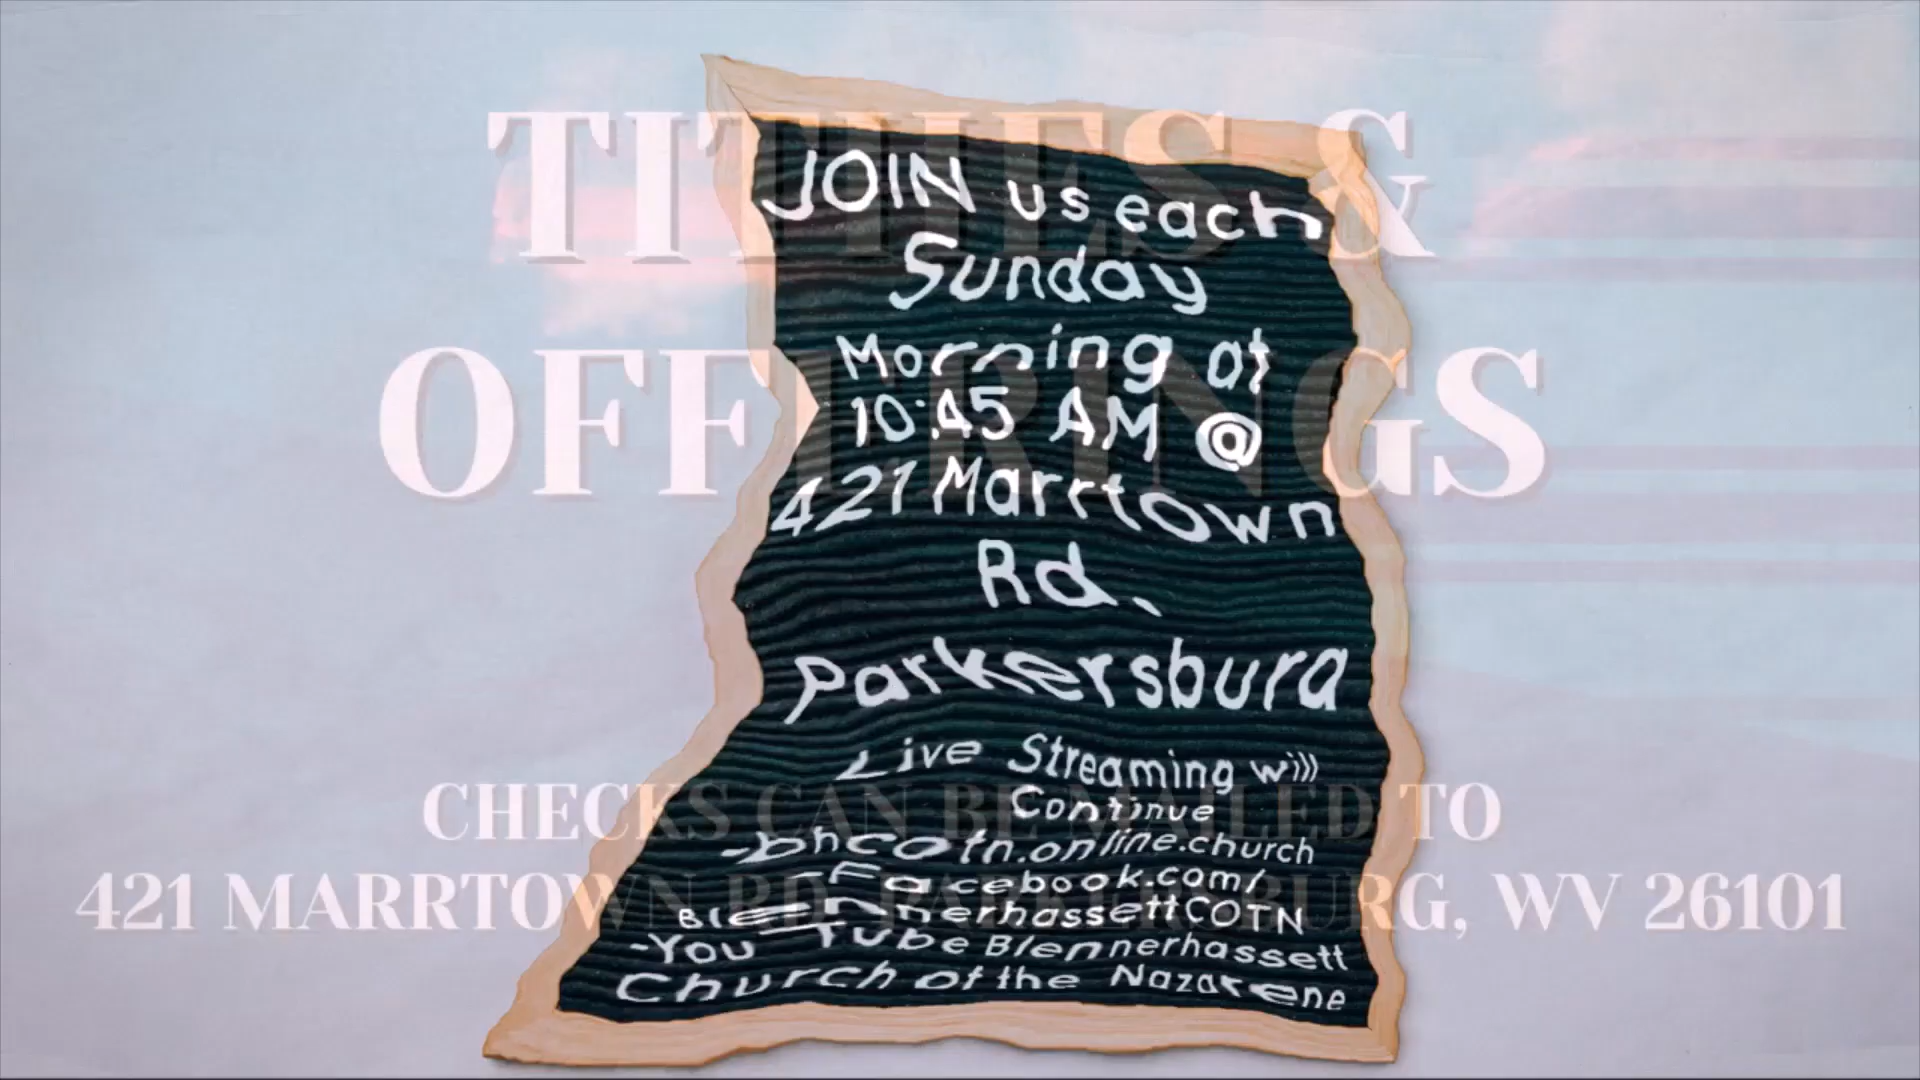 TITHES &
OFFERINGS
CHECKS CAN BE MAILED TO
421 MARRTOWN RD, PARKERSBURG, WV 26101
JOIN us each
Sunday
Morning at
10:45 AM @
421 Marrtown
Rd.
Parkersburg
Live Streaming will
Continue
-bhcotn.online.church
-Facebook.com/
BlennerhassettCOTN
-You Tube Blennerhassett
Church of the Nazarene